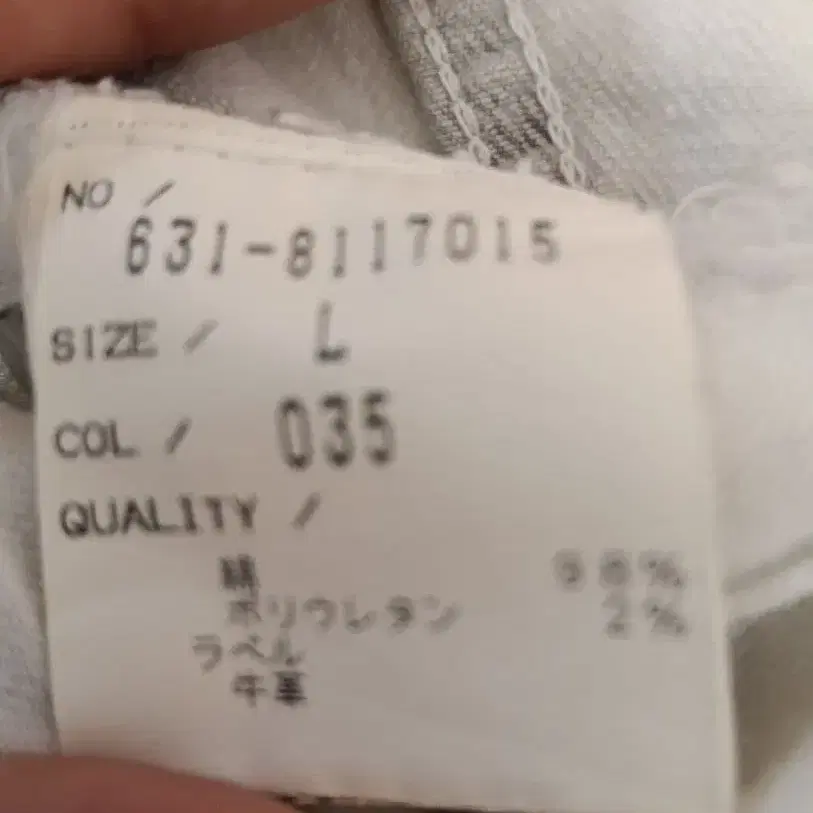 NO /
631-8117015
SIZE / L
COL / 035
QUALITY /
綿 98%
ポリウレタン 2%
ラベル
牛革